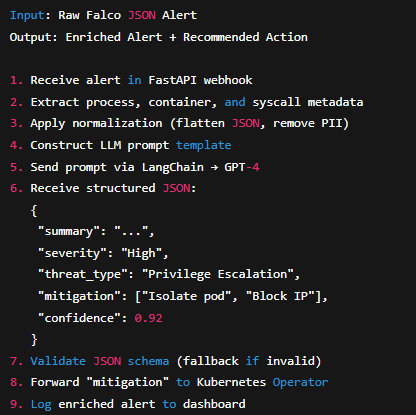 Input: Raw Falco JSON Alert
Output: Enriched Alert + Recommended Action
1. Receive alert in FastAPI webhook
2. Extract process, container, and syscall metadata
3. Apply normalization (flatten JSON, remove PII)
4. Construct LLM prompt template
5. Send prompt via LangChain → GPT-4
6. Receive structured JSON:
{
"summary": "...",
"severity": "High",
"threat_type": "Privilege Escalation",
"mitigation": ["Isolate pod", "Block IP"],
"confidence": 0.92
}
7. Validate JSON schema (fallback if invalid)
8. Forward "mitigation" to Kubernetes Operator
9. Log enriched alert to dashboard